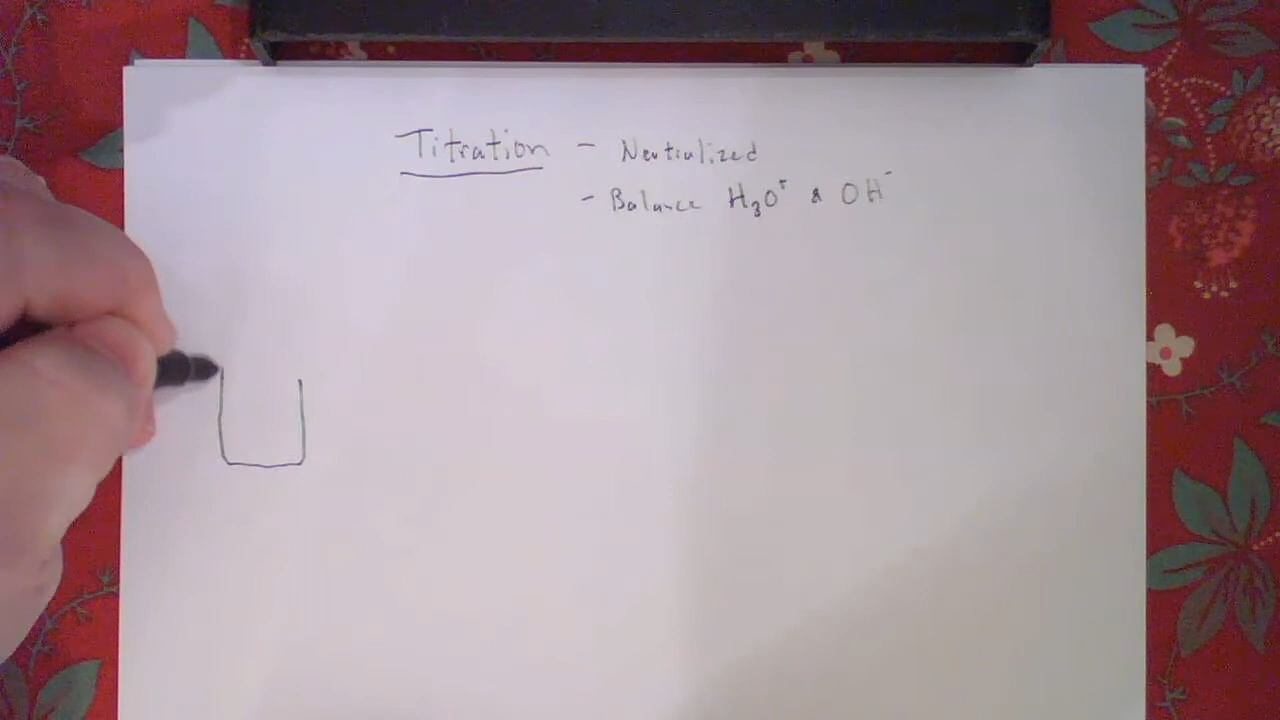 Titration - Neutralized
- Balance H₃O⁺ & OH⁻